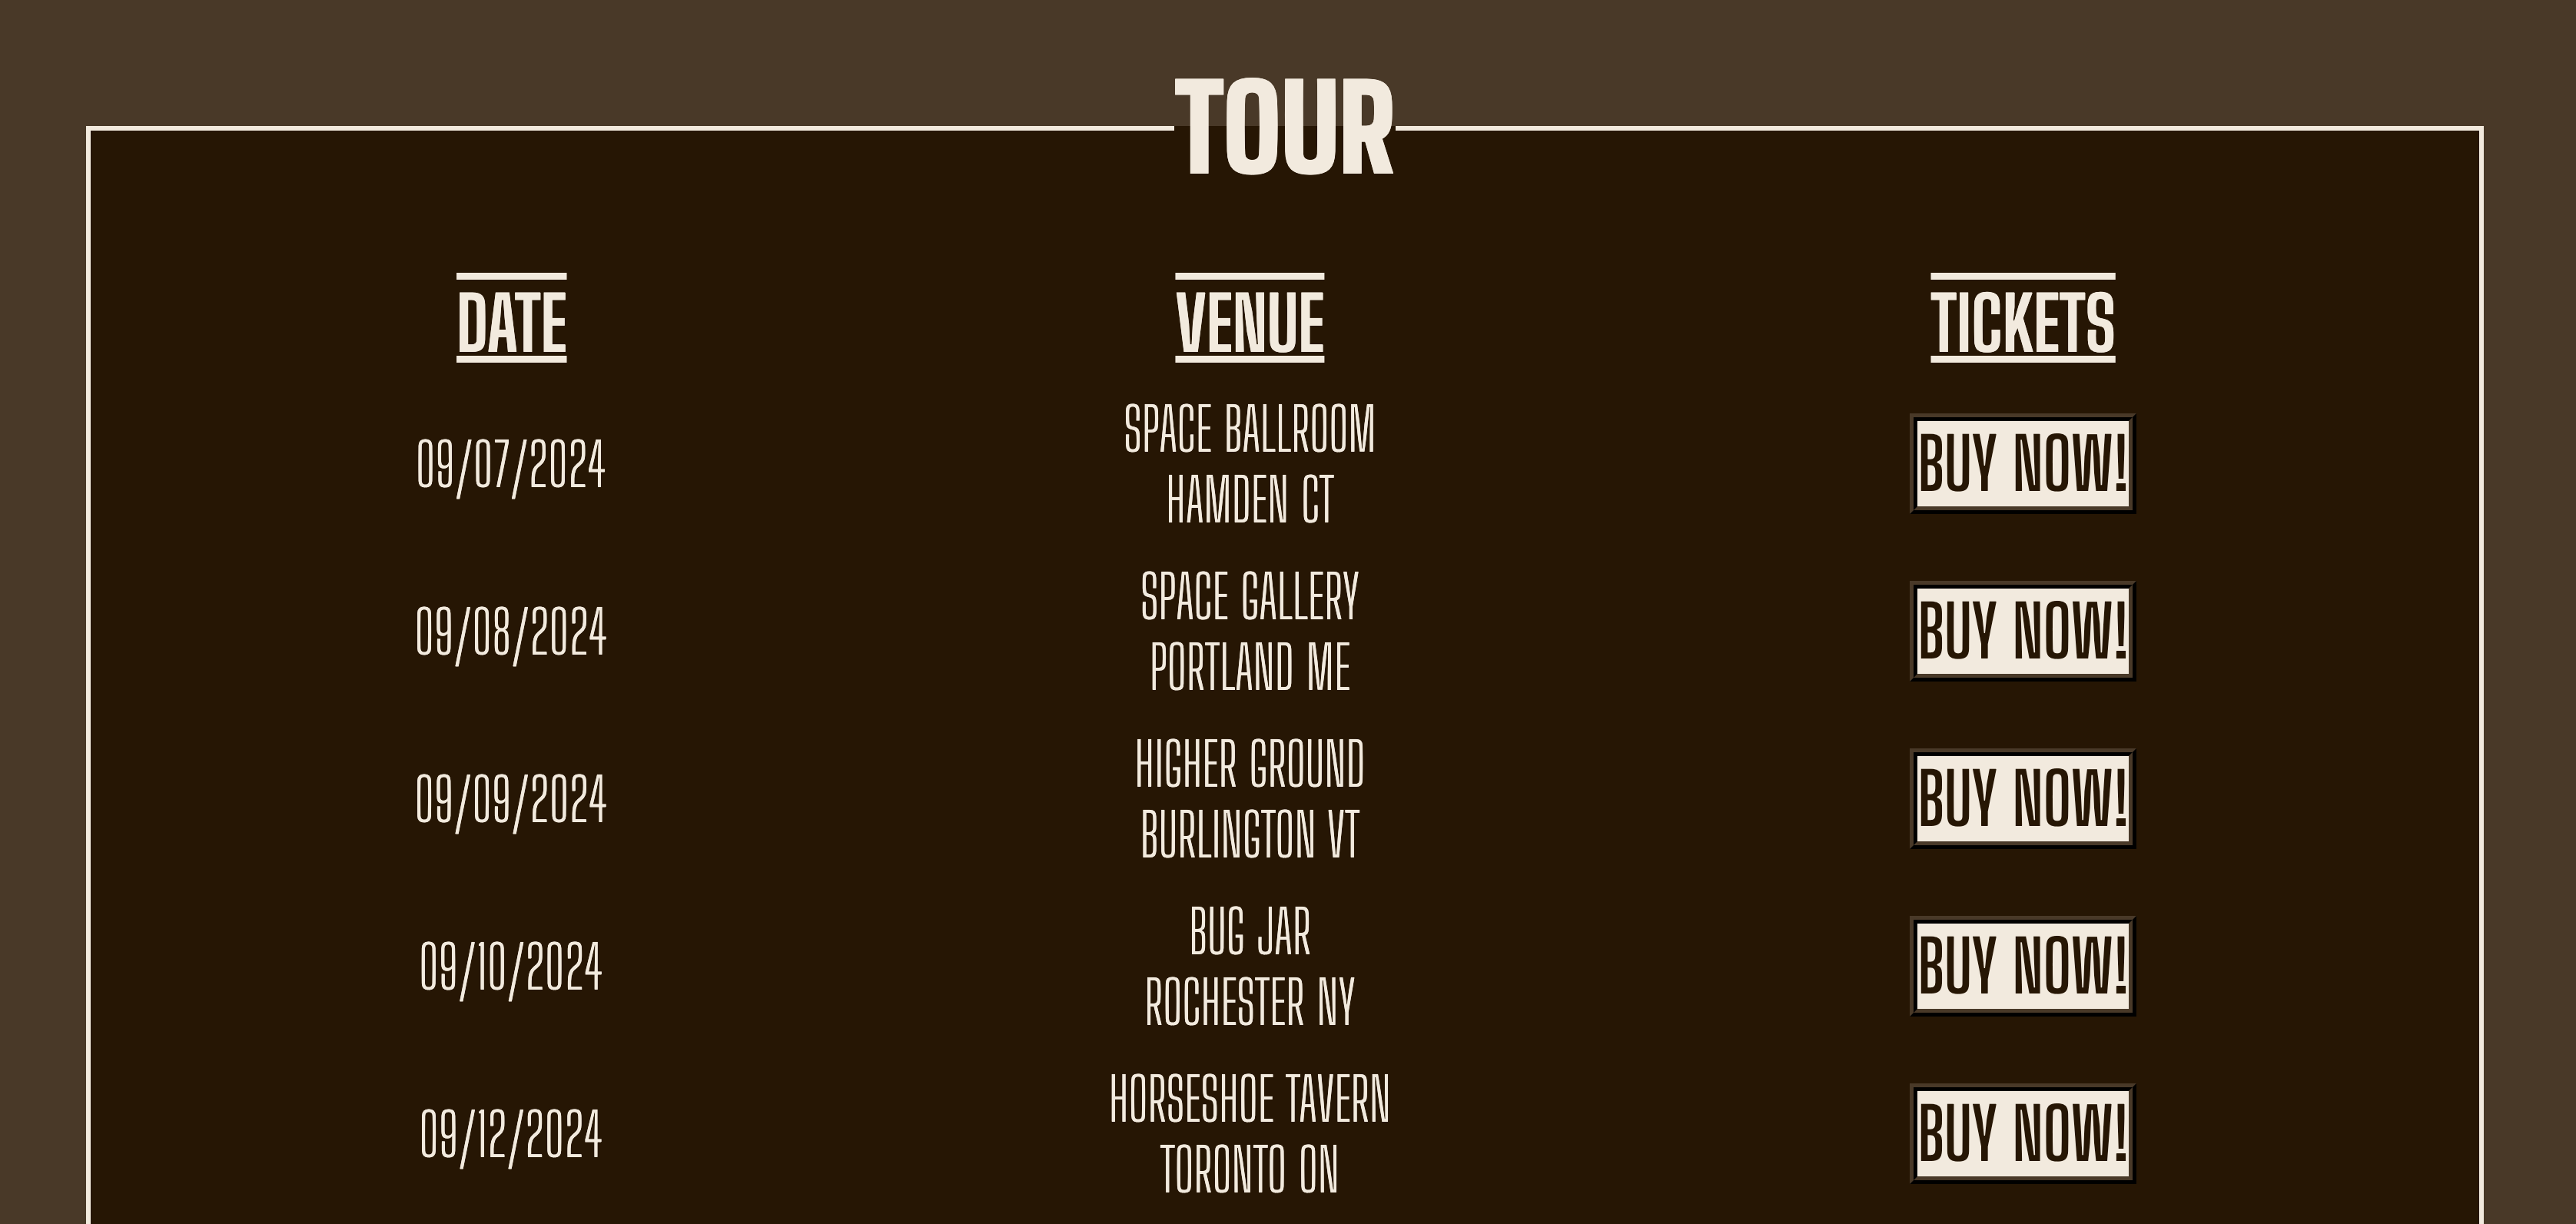 TOUR
DATE VENUE TICKETS
09/07/2024 SPACE BALLROOM BUY NOW!
HAMDEN CT
09/08/2024 SPACE GALLERY BUY NOW!
PORTLAND ME
09/09/2024 HIGHER GROUND BUY NOW!
BURLINGTON VT
09/10/2024 BUG JAR BUY NOW!
ROCHESTER NY
09/12/2024 HORSESHOE TAVERN BUY NOW!
TORONTO ON